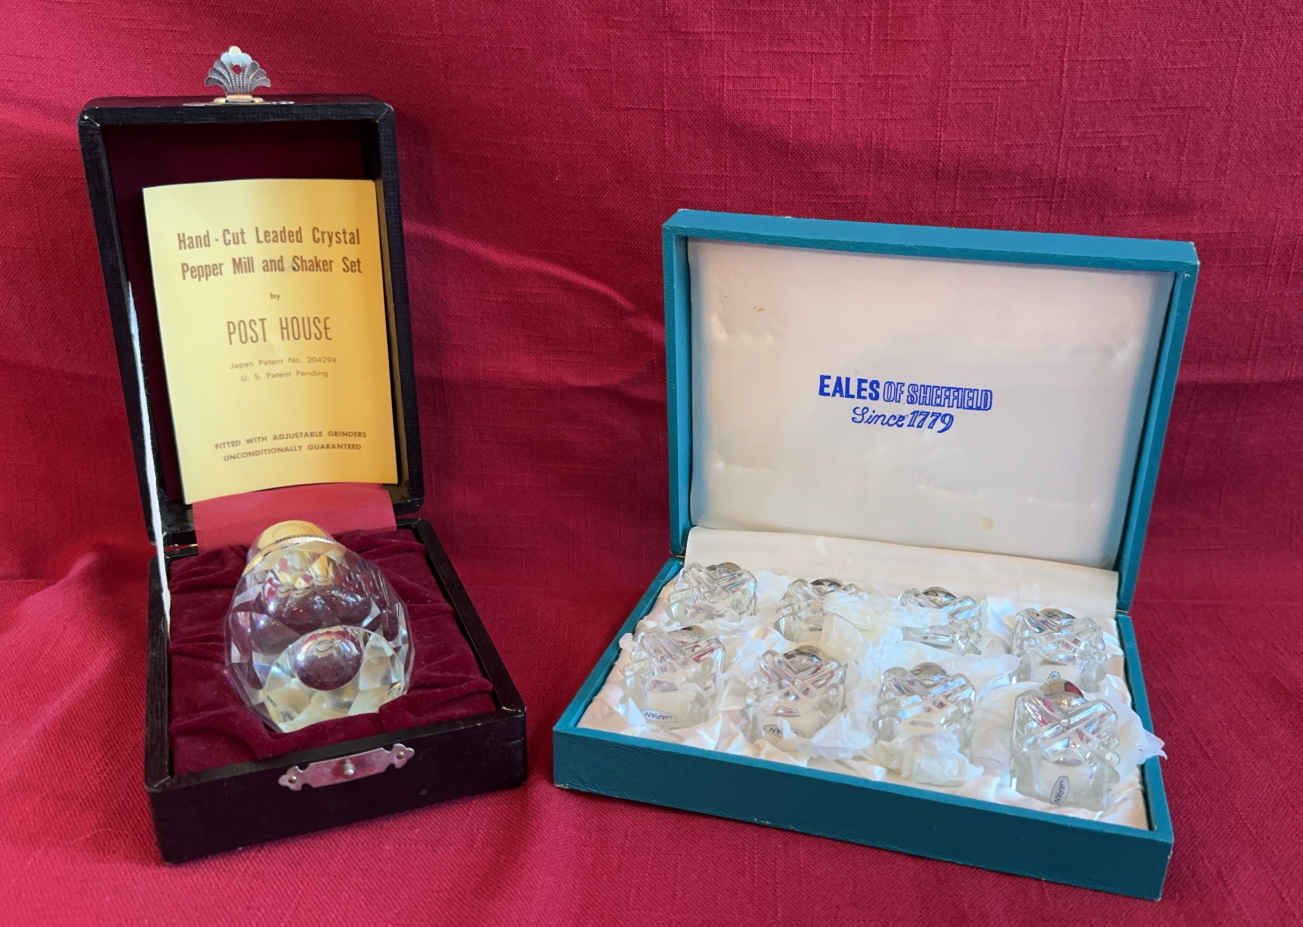 Hand-Cut Leaded Crystal
Pepper Mill and Shaker Set
by
POST HOUSE
Japan Patent No. 204294
U. S. Patent Pending
FITTED WITH ADJUSTABLE GRINDERS
UNCONDITIONALLY GUARANTEED
EALES OF SHEFFIELD
Since 1779